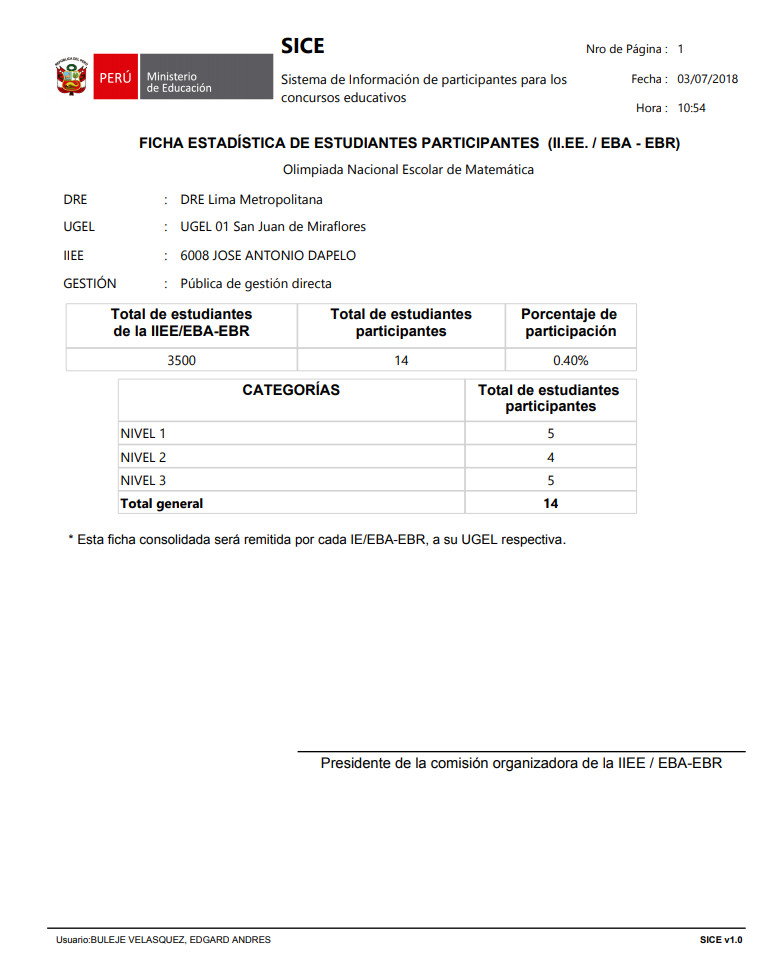 SICE
Nro de Página : 1
REPÚBLICA DEL PERÚ
PERÚ
Ministerio
de Educación
Sistema de Información de participantes para los
concursos educativos
Fecha : 03/07/2018
Hora : 10:54
FICHA ESTADÍSTICA DE ESTUDIANTES PARTICIPANTES (II.EE. / EBA - EBR)
Olimpiada Nacional Escolar de Matemática
DRE : DRE Lima Metropolitana
UGEL : UGEL 01 San Juan de Miraflores
IIEE : 6008 JOSE ANTONIO DAPELO
GESTIÓN : Pública de gestión directa
Total de estudiantes Total de estudiantes Porcentaje de
de la IIEE/EBA-EBR participantes participación
3500 14 0.40%
CATEGORÍAS Total de estudiantes
participantes
NIVEL 1 5
NIVEL 2 4
NIVEL 3 5
Total general 14
* Esta ficha consolidada será remitida por cada IE/EBA-EBR, a su UGEL respectiva.
Presidente de la comisión organizadora de la IIEE / EBA-EBR
Usuario:BULEJE VELASQUEZ, EDGARD ANDRES SICE v1.0